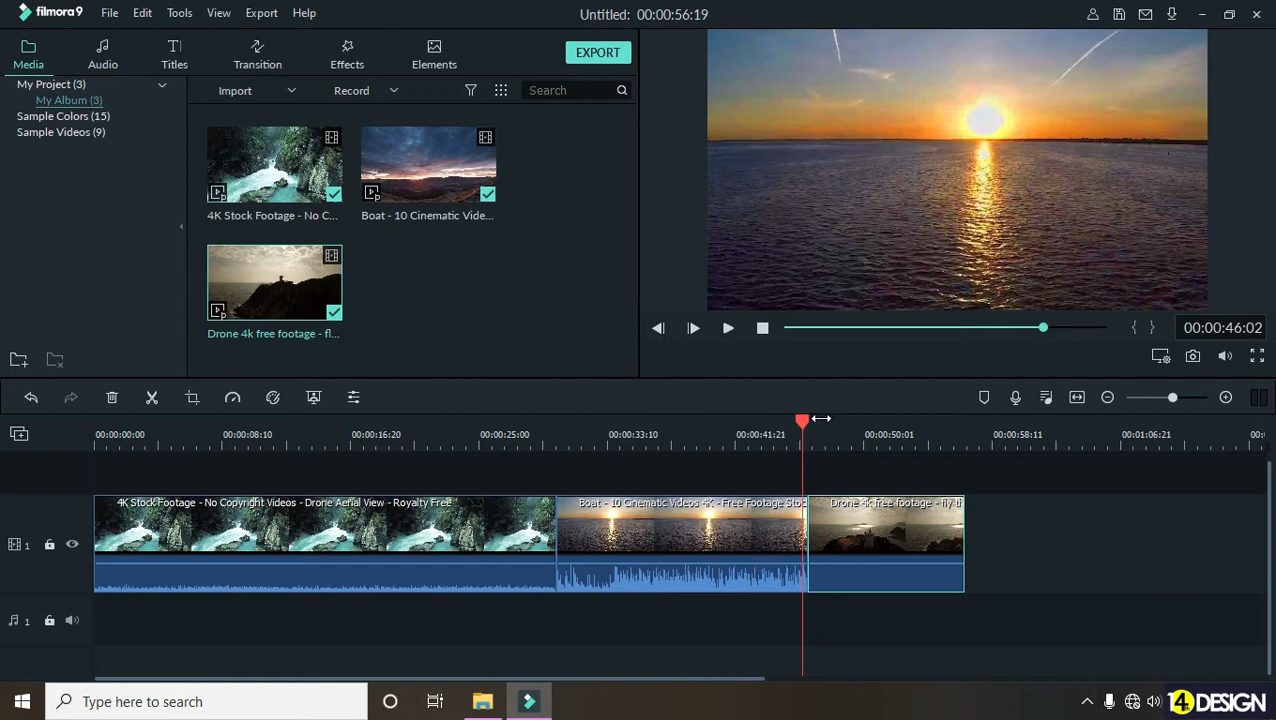 filmora9 File Edit Tools View Export Help Untitled: 00:00:56:19
Media Audio Titles Transition Effects Elements EXPORT
My Project (3)
My Album (3)
Sample Colors (15)
Sample Videos (9)
Import Record Search
4K Stock Footage - No C... Boat - 10 Cinematic Vide...
Drone 4k free footage - fl...
00:00:46:02
00:00:00:00 00:00:08:10 00:00:16:20 00:00:25:00 00:00:33:10 00:00:41:21 00:00:50:01 00:00:58:11 00:01:06:21
4K Stock Footage - No Copyright Videos - Drone Aerial View - Royalty Free Boat - 10 Cinematic Videos 4K - Free Footage Stoc Drone 4k free footage - fly
1
1
Type here to search
4 DESIGN